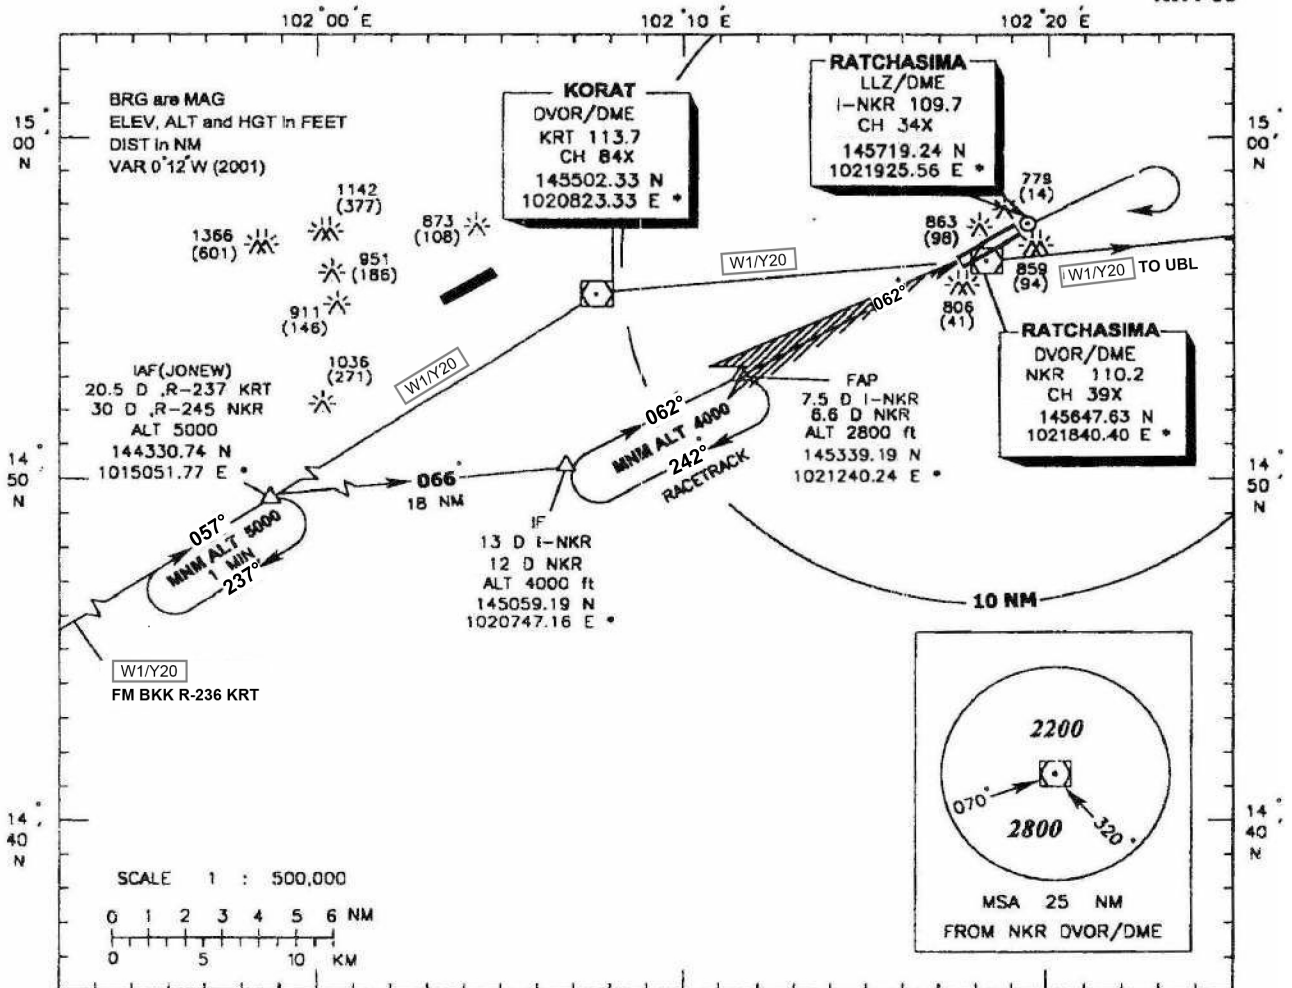 102°00'E
102°10'E
102°20'E
BRG are MAG
ELEV, ALT and HGT in FEET
DIST in NM
VAR 0°12'W (2001)
15°
00'
N
KORAT
DVOR/DME
KRT 113.7
CH 84X
145502.33 N
1020823.33 E *
RATCHASIMA
LLZ/DME
I-NKR 109.7
CH 34X
145719.24 N
1021925.56 E *
15°
00'
N
1142
(377)
1366
(601)
873
(108)
951
(186)
911
(146)
1036
(271)
863
(98)
(14)
859
(94)
806
(41)
W1/Y20
W1/Y20 TO UBL
W1/Y20
062°
RATCHASIMA
DVOR/DME
NKR 110.2
CH 39X
145647.63 N
1021840.40 E *
IAF(JONEW)
20.5 D ,R-237 KRT
30 D ,R-245 NKR
ALT 5000
144330.74 N
1015051.77 E *
FAP
7.5 D I-NKR
6.6 D NKR
ALT 2800 ft
145339.19 N
1021240.24 E *
062°
MNM ALT 4000
242°
RACETRACK
14°
50'
N
14°
50'
N
066°
18 NM
057°
MNM ALT 5000
1 MIN
237°
IF
13 D I-NKR
12 D NKR
ALT 4000 ft
145059.19 N
1020747.16 E *
10 NM
W1/Y20
FM BKK R-236 KRT
2200
070°
2800
320°
MSA 25 NM
FROM NKR DVOR/DME
14°
40'
N
14°
40'
N
SCALE 1 : 500,000
0 1 2 3 4 5 6 NM
0 5 10 KM